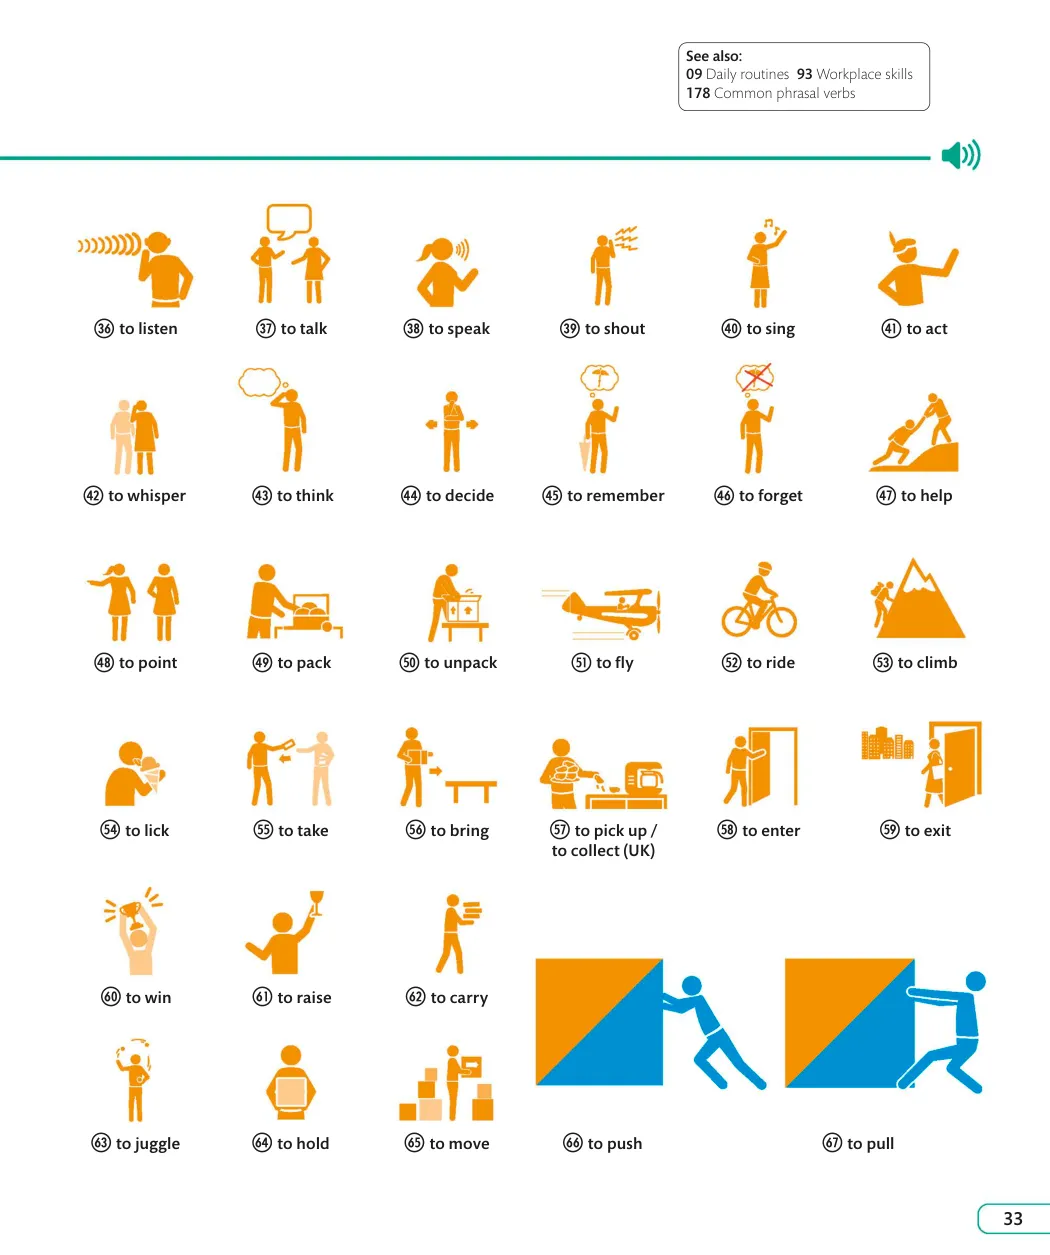 See also:
09 Daily routines 93 Workplace skills
178 Common phrasal verbs
36 to listen
37 to talk
38 to speak
39 to shout
40 to sing
41 to act
42 to whisper
43 to think
44 to decide
45 to remember
46 to forget
47 to help
48 to point
49 to pack
50 to unpack
51 to fly
52 to ride
53 to climb
54 to lick
55 to take
56 to bring
57 to pick up /
to collect (UK)
58 to enter
59 to exit
60 to win
61 to raise
62 to carry
63 to juggle
64 to hold
65 to move
66 to push
67 to pull
33